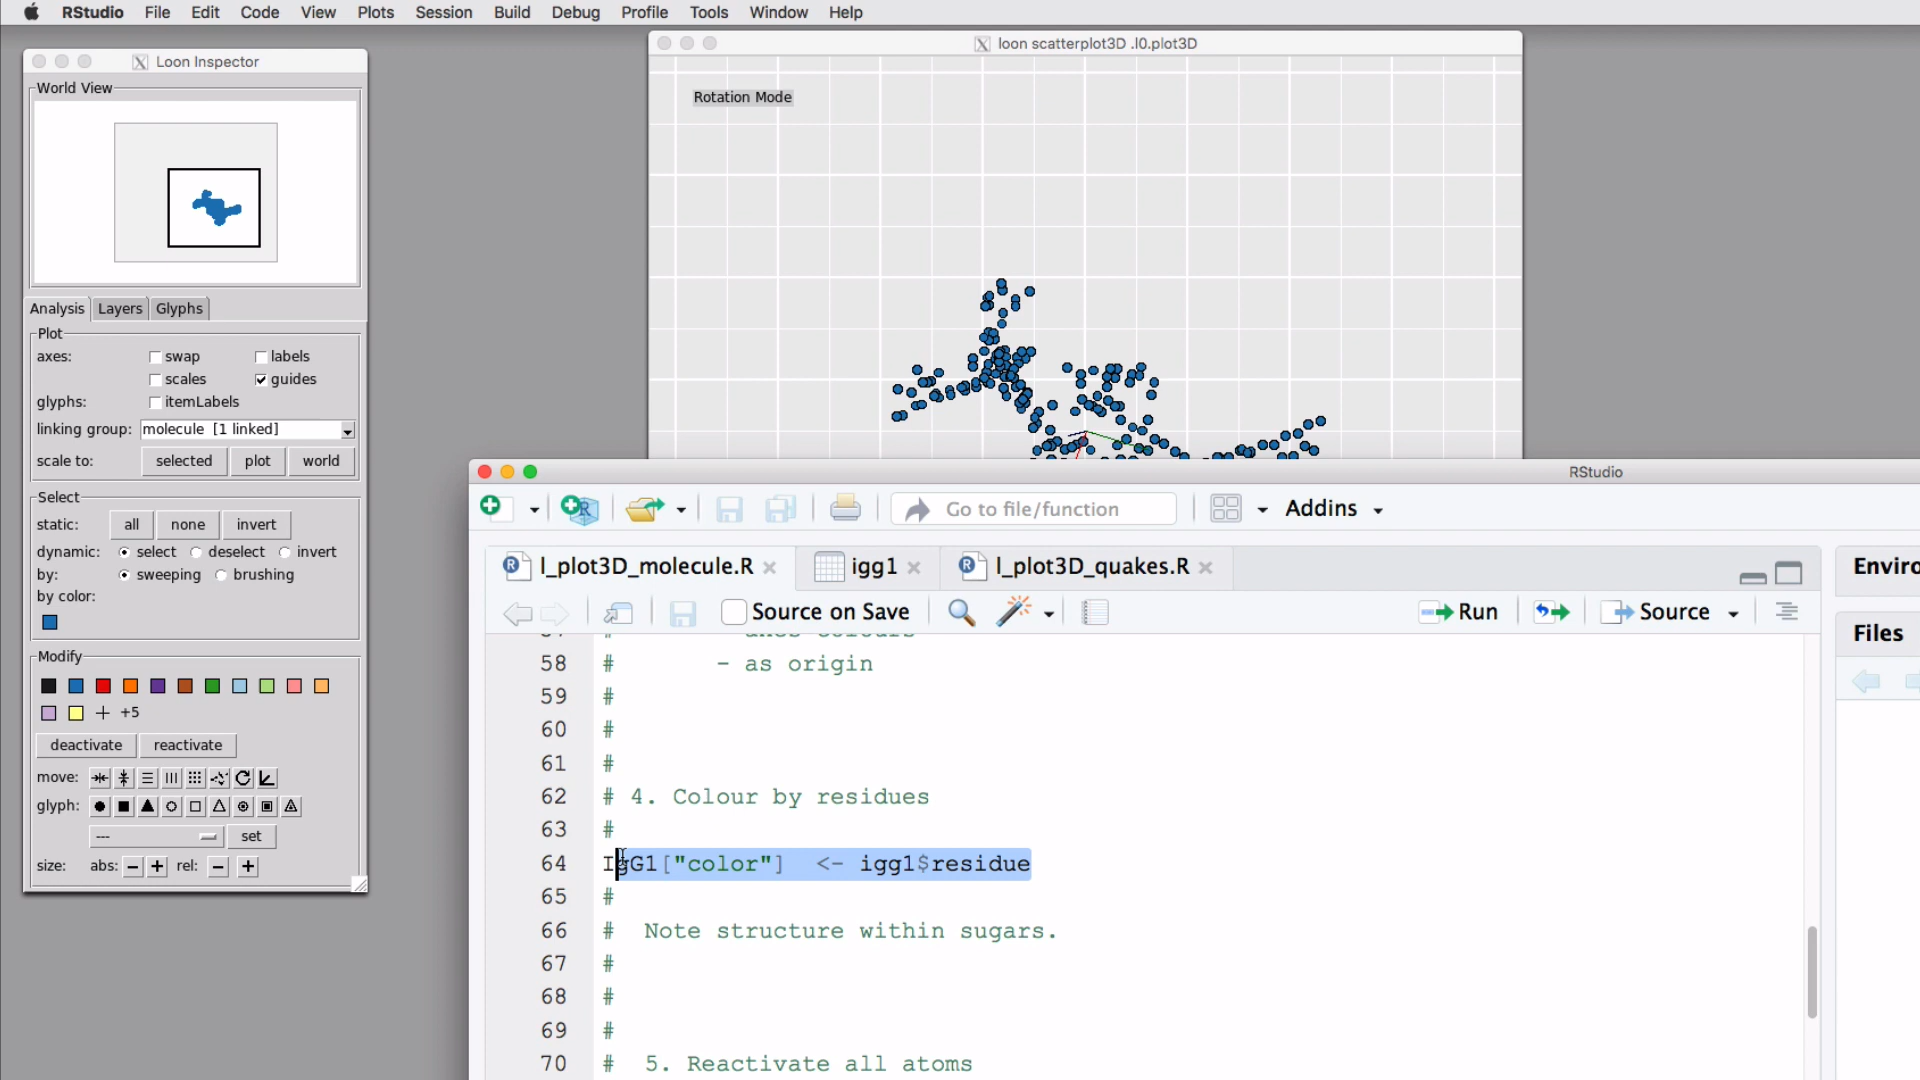 RStudio File Edit Code View Plots Session Build Debug Profile Tools Window Help
Loon Inspector
World View
Analysis Layers Glyphs
Plot
axes: swap labels
scales guides
glyphs: itemLabels
linking group: molecule [1 linked]
scale to: selected plot world
Select
static: all none invert
dynamic: select deselect invert
by: sweeping brushing
by color:
Modify
+5
deactivate reactivate
move:
glyph:
--- set
size: abs: − + rel: − +
loon scatterplot3D .l0.plot3D
Rotation Mode
RStudio
Go to file/function Addins
l_plot3D_molecule.R igg1 l_plot3D_quakes.R
Source on Save Run Source
58 # - as origin
59 #
60 #
61 #
62 # 4. Colour by residues
63 #
64 IgG1["color"] <- igg1$residue
65 #
66 # Note structure within sugars.
67 #
68 #
69 #
70 # 5. Reactivate all atoms
Enviro
Files